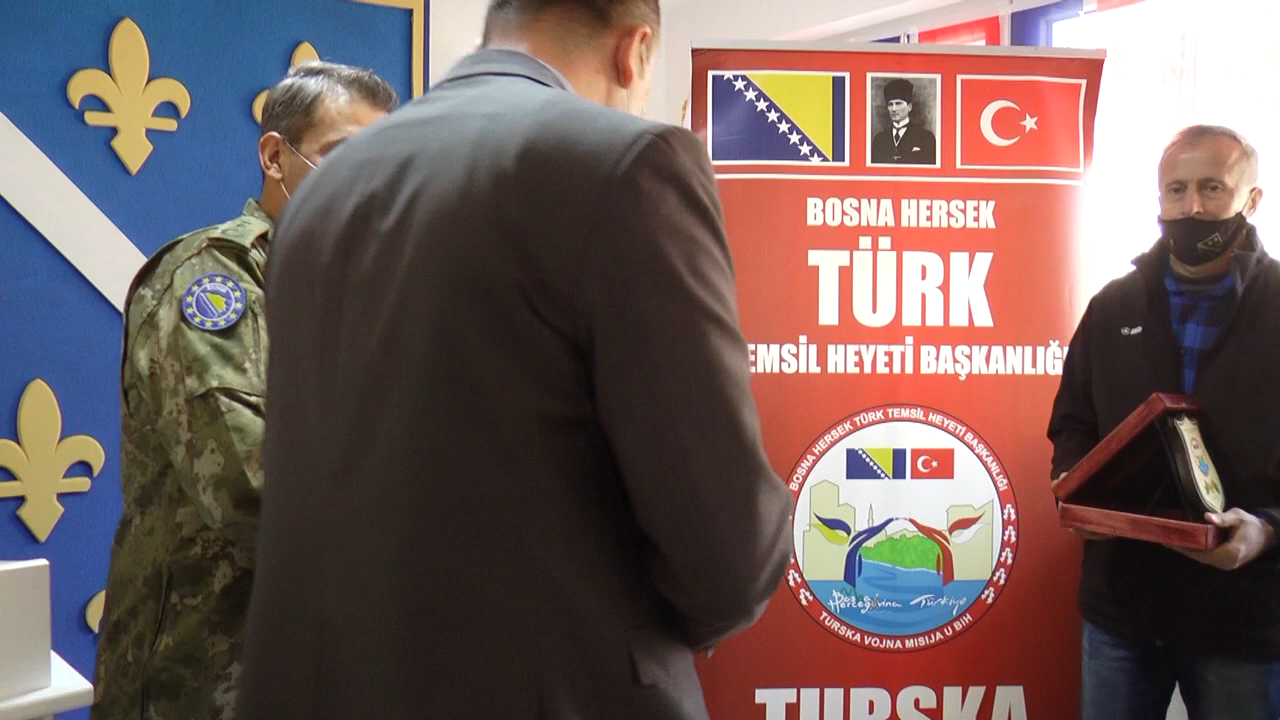 BOSNA HERSEK
TÜRK
TEMSİL HEYETİ BAŞKANLIĞI
BOSNA HERSEK TÜRK TEMSİL HEYETİ BAŞKANLIĞI
Bosna
Hercegovina Türkiye
TURSKA VOJNA MISIJA U BIH
TURSKA